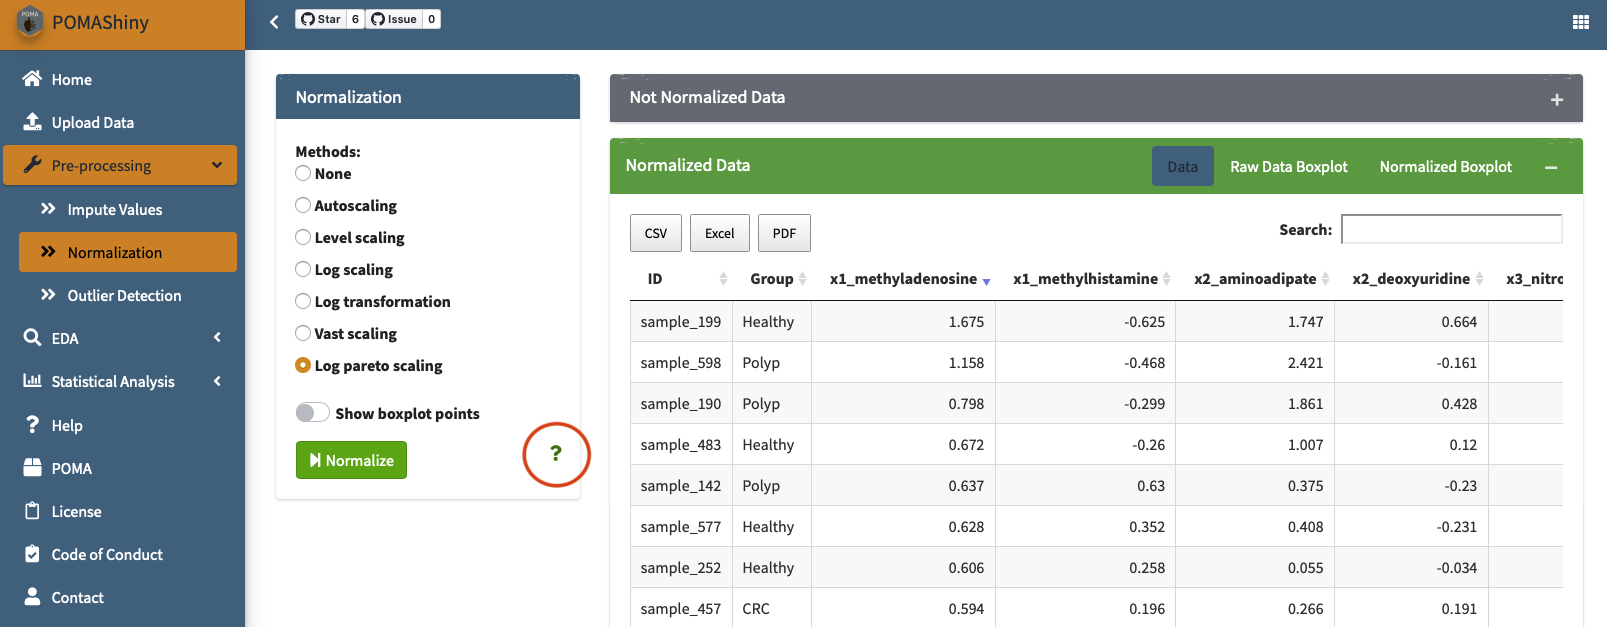 POMA
POMAShiny
Star 6 Issue 0
Home
Upload Data
Pre-processing
Impute Values
Normalization
Outlier Detection
EDA
Statistical Analysis
Help
POMA
License
Code of Conduct
Contact
Normalization
Methods:
None
Autoscaling
Level scaling
Log scaling
Log transformation
Vast scaling
Log pareto scaling
Show boxplot points
Normalize
?
Not Normalized Data
Normalized Data Data Raw Data Boxplot Normalized Boxplot
CSV Excel PDF Search:
ID Group x1_methyladenosine x1_methylhistamine x2_aminoadipate x2_deoxyuridine x3_nitro
sample_199 Healthy 1.675 -0.625 1.747 0.664
sample_598 Polyp 1.158 -0.468 2.421 -0.161
sample_190 Polyp 0.798 -0.299 1.861 0.428
sample_483 Healthy 0.672 -0.26 1.007 0.12
sample_142 Polyp 0.637 0.63 0.375 -0.23
sample_577 Healthy 0.628 0.352 0.408 -0.231
sample_252 Healthy 0.606 0.258 0.055 -0.034
sample_457 CRC 0.594 0.196 0.266 0.191